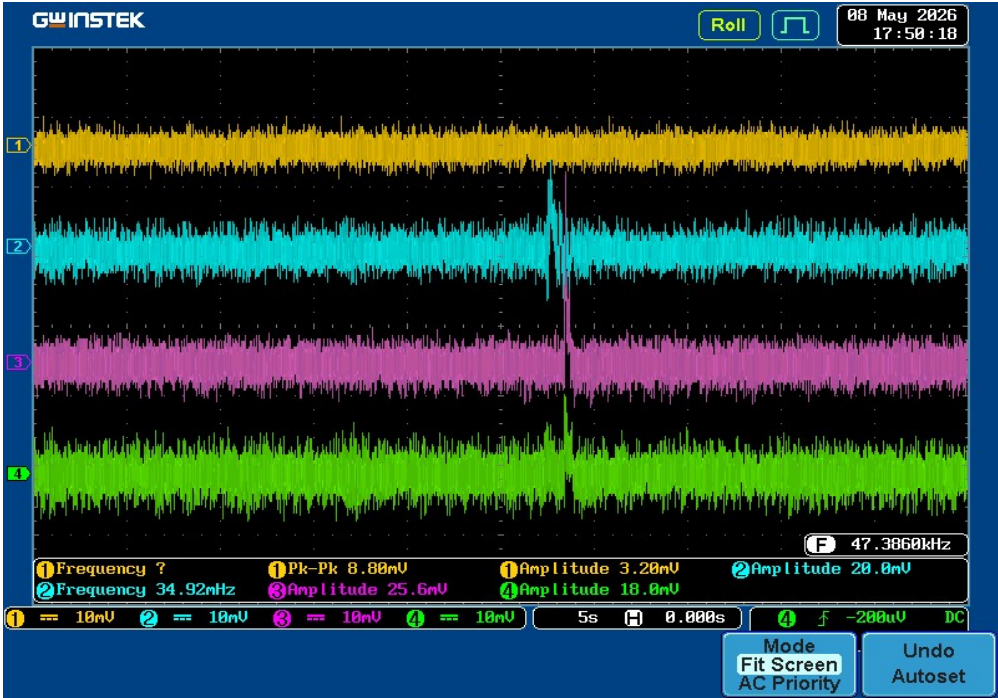 GWINSTEK
Roll
08 May 2026
17:50:18
1
2
3
4
F 47.3860kHz
1 Frequency ? 1 Pk-Pk 8.80mV 1 Amplitude 3.20mV 2 Amplitude 20.0mV
2 Frequency 34.92mHz 3 Amplitude 25.6mV 4 Amplitude 18.0mV
1 10mV 2 10mV 3 10mV 4 10mV 5s H 0.000s 4 -200uV DC
Mode
Fit Screen
AC Priority
Undo
Autoset